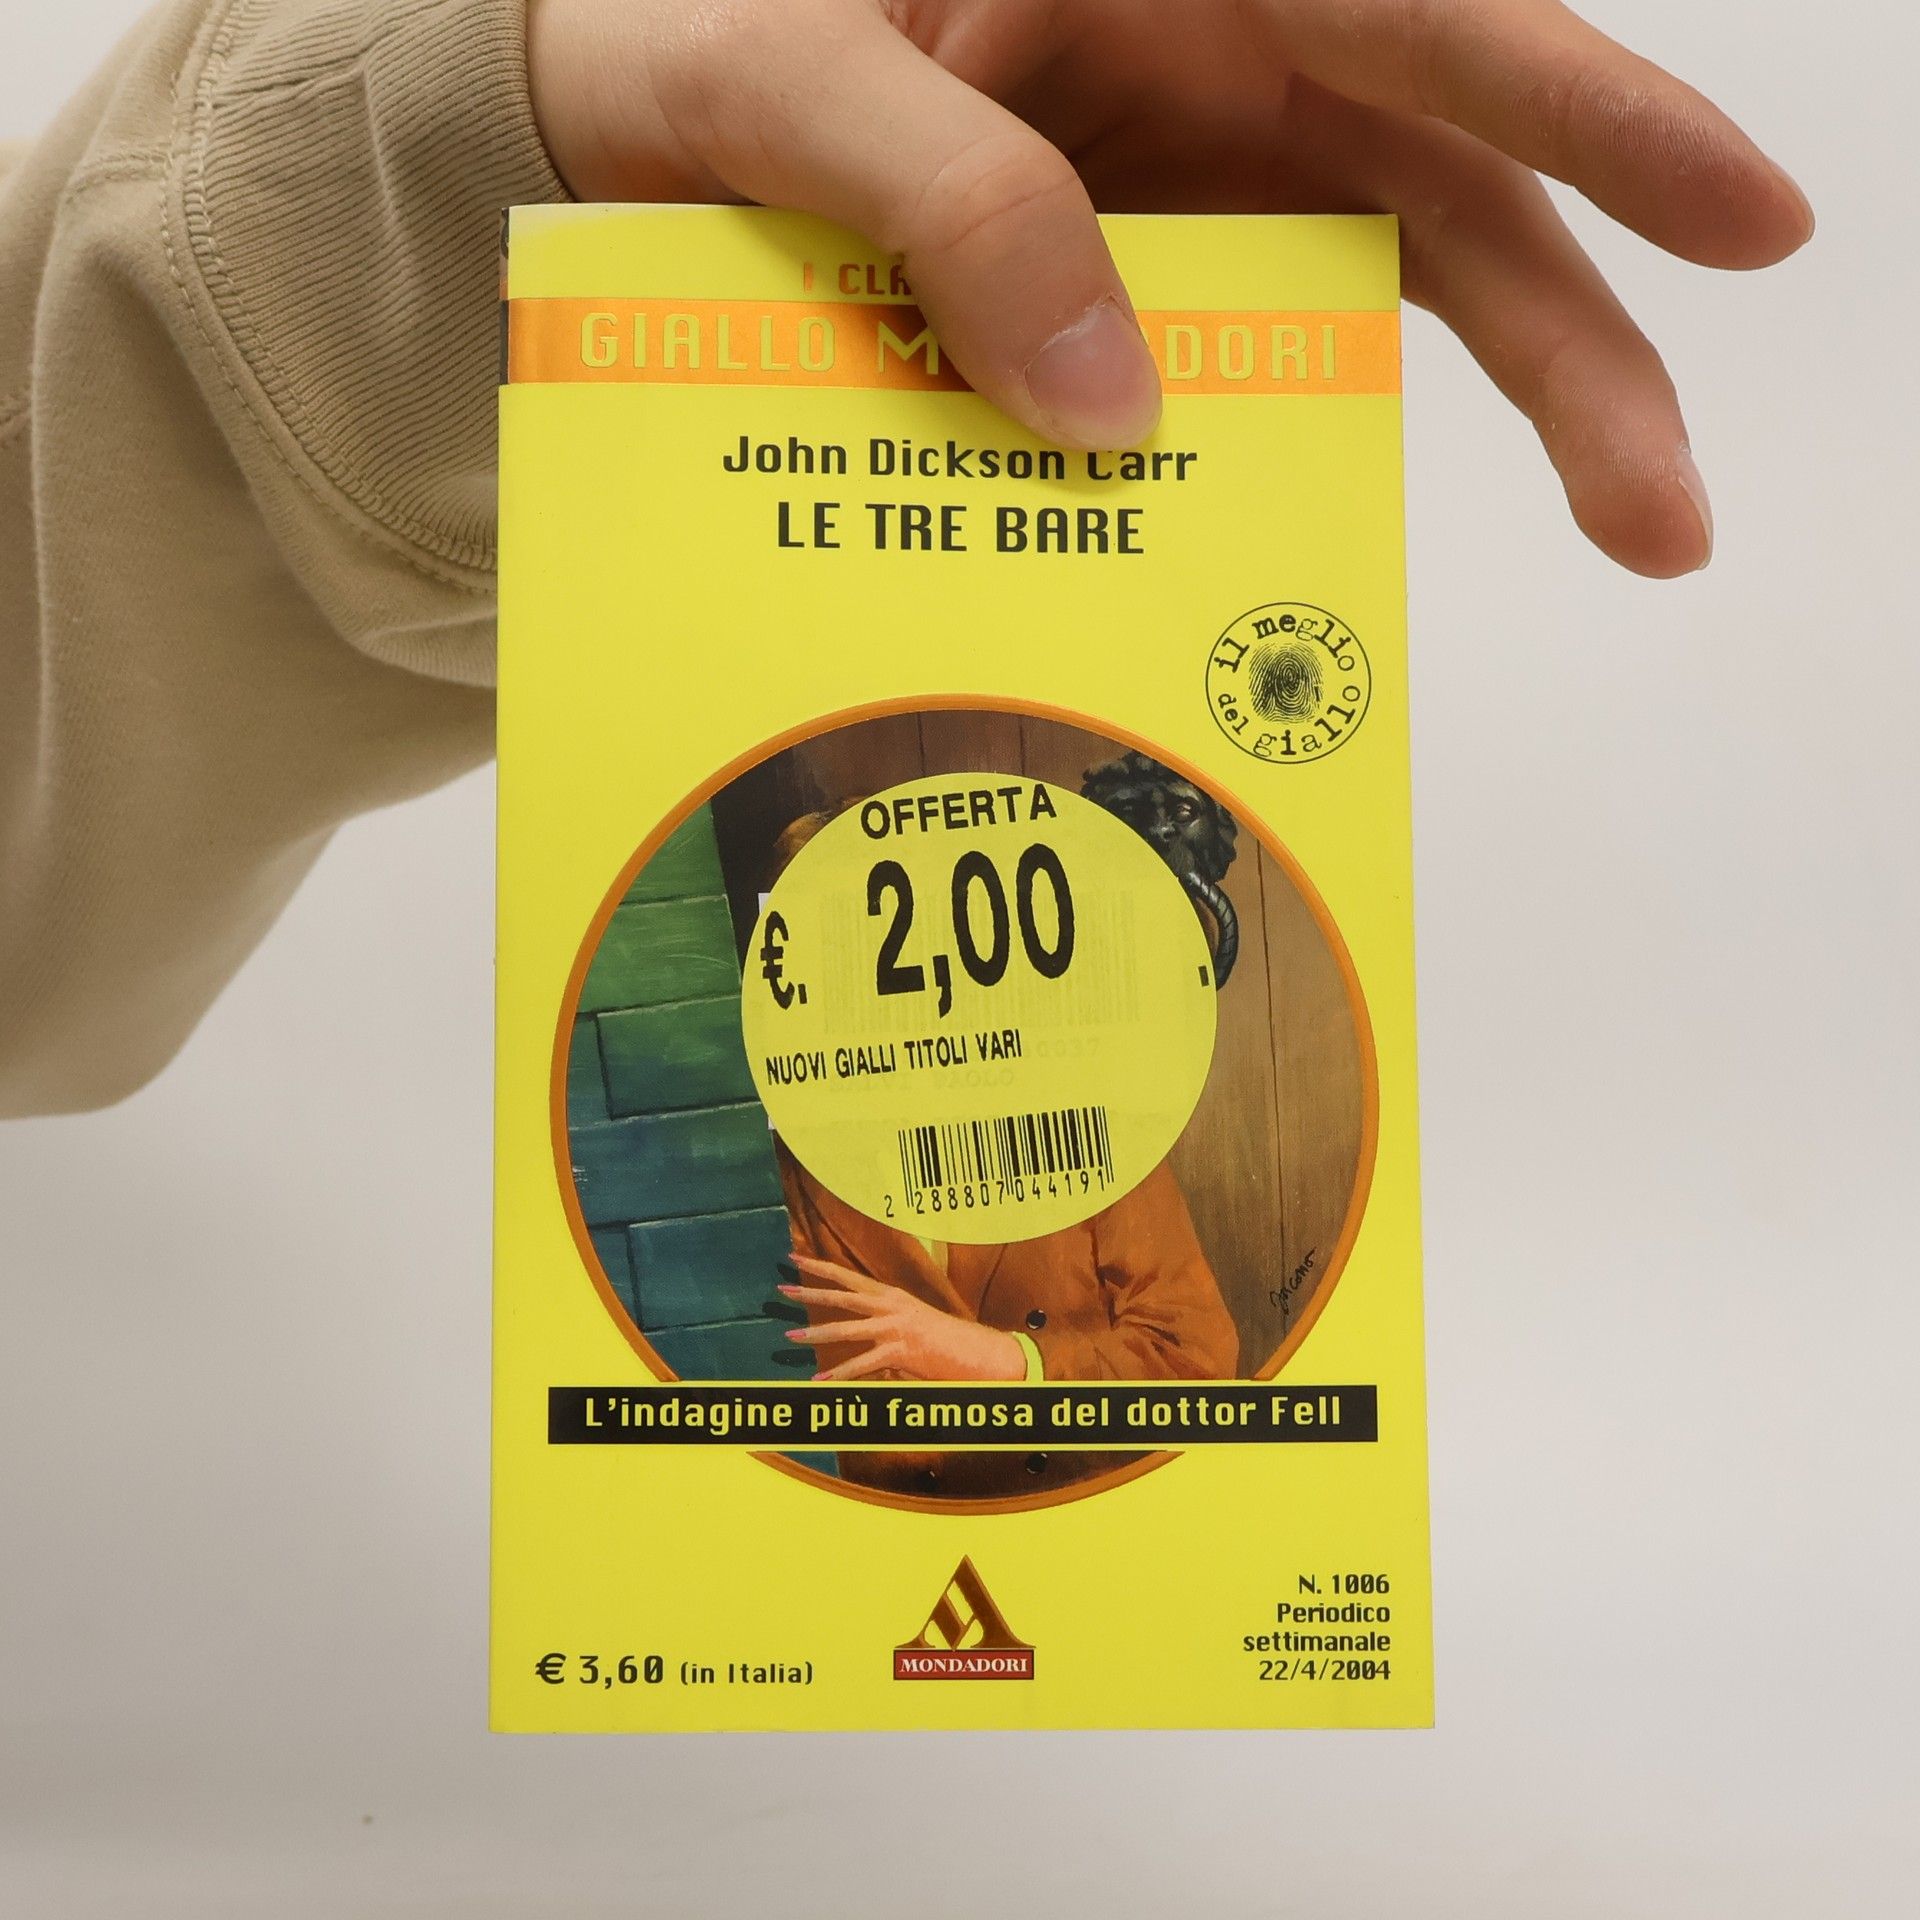 I CLA
GIALLO M DORI
John Dickson Carr
LE TRE BARE
il meglio
del giallo
OFFERTA
€. 2,00
NUOVI GIALLI TITOLI VARI
2 288807 044191
L'indagine più famosa del dottor Fell
€ 3,60 (in Italia)
MONDADORI
N. 1006
Periodico
settimanale
22/4/2004